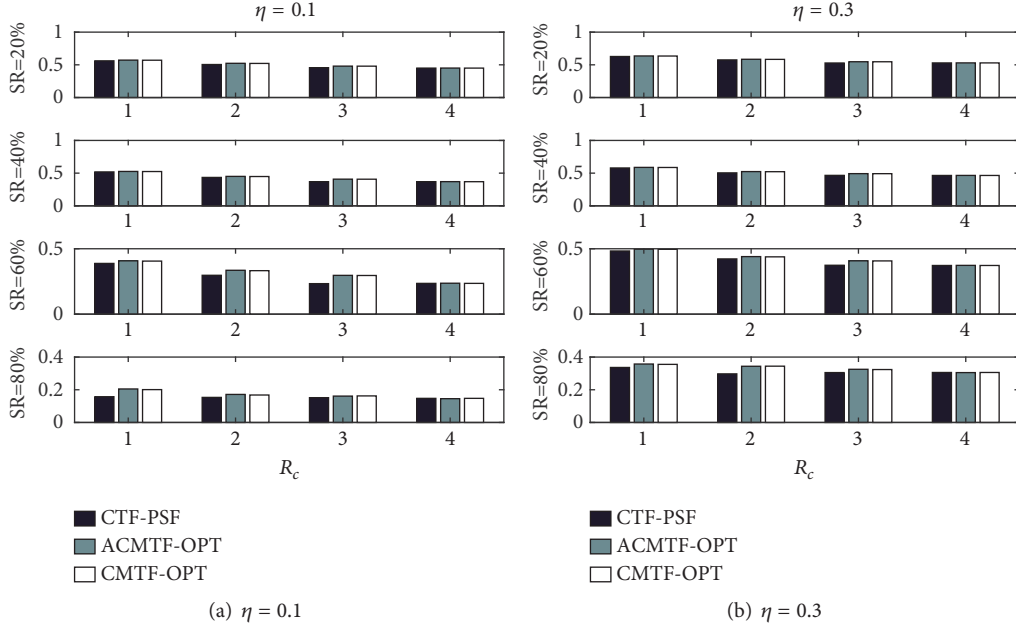 η = 0.1
SR=20%
1
0.5
0
1 2 3 4
SR=40%
1
0.5
0
1 2 3 4
SR=60%
0.5
0
1 2 3 4
SR=80%
0.4
0.2
0
1 2 3 4
R_c
CTF-PSF
ACMTF-OPT
CMTF-OPT
(a) η = 0.1
η = 0.3
SR=20%
1
0.5
0
1 2 3 4
SR=40%
1
0.5
0
1 2 3 4
SR=60%
0.5
0
1 2 3 4
SR=80%
0.4
0.2
0
1 2 3 4
R_c
CTF-PSF
ACMTF-OPT
CMTF-OPT
(b) η = 0.3